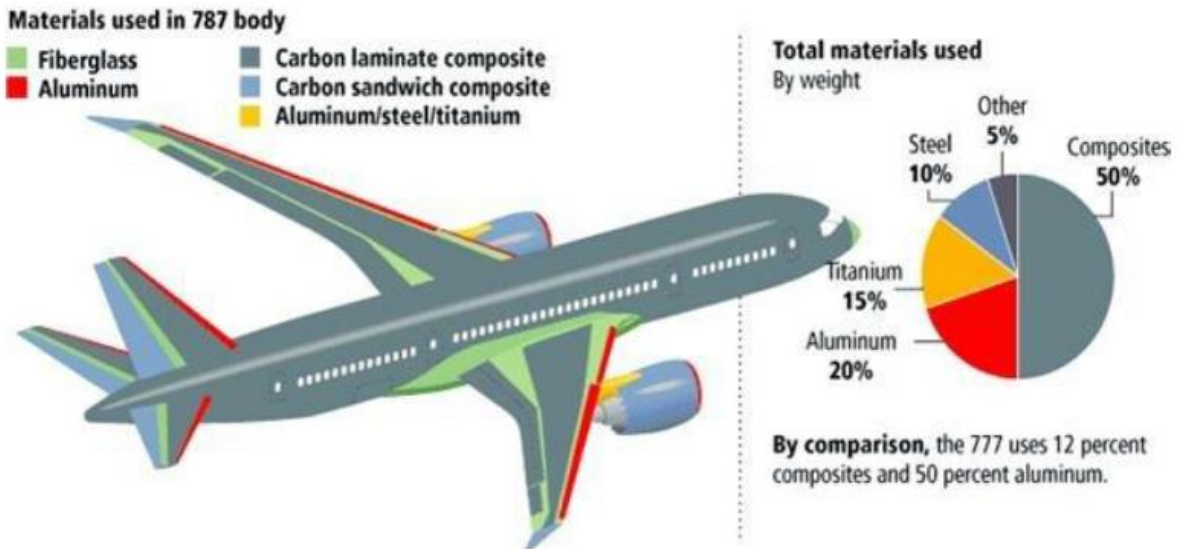 Materials used in 787 body
Fiberglass
Aluminum
Carbon laminate composite
Carbon sandwich composite
Aluminum/steel/titanium
Total materials used
By weight
Other
5%
Steel
10%
Composites
50%
Titanium
15%
Aluminum
20%
By comparison, the 777 uses 12 percent
composites and 50 percent aluminum.